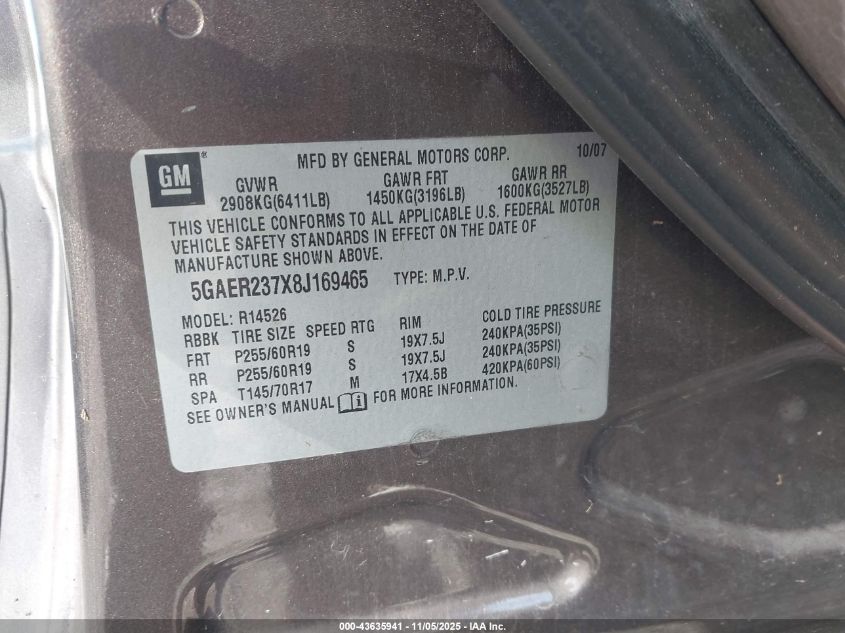 GM ® MFD BY GENERAL MOTORS CORP. 10/07
GVWR GAWR FRT GAWR RR
2908KG(6411LB) 1450KG(3196LB) 1600KG(3527LB)
THIS VEHICLE CONFORMS TO ALL APPLICABLE U.S. FEDERAL MOTOR
VEHICLE SAFETY STANDARDS IN EFFECT ON THE DATE OF
MANUFACTURE SHOWN ABOVE.
5GAER237X8J169465 TYPE: M.P.V.
MODEL: R14526
RBBK TIRE SIZE SPEED RTG RIM COLD TIRE PRESSURE
FRT P255/60R19 S 19X7.5J 240KPA(35PSI)
RR P255/60R19 S 19X7.5J 240KPA(35PSI)
SPA T145/70R17 M 17X4.5B 420KPA(60PSI)
SEE OWNER'S MANUAL i FOR MORE INFORMATION.
000-43635941 - 11/05/2025 - IAA Inc.